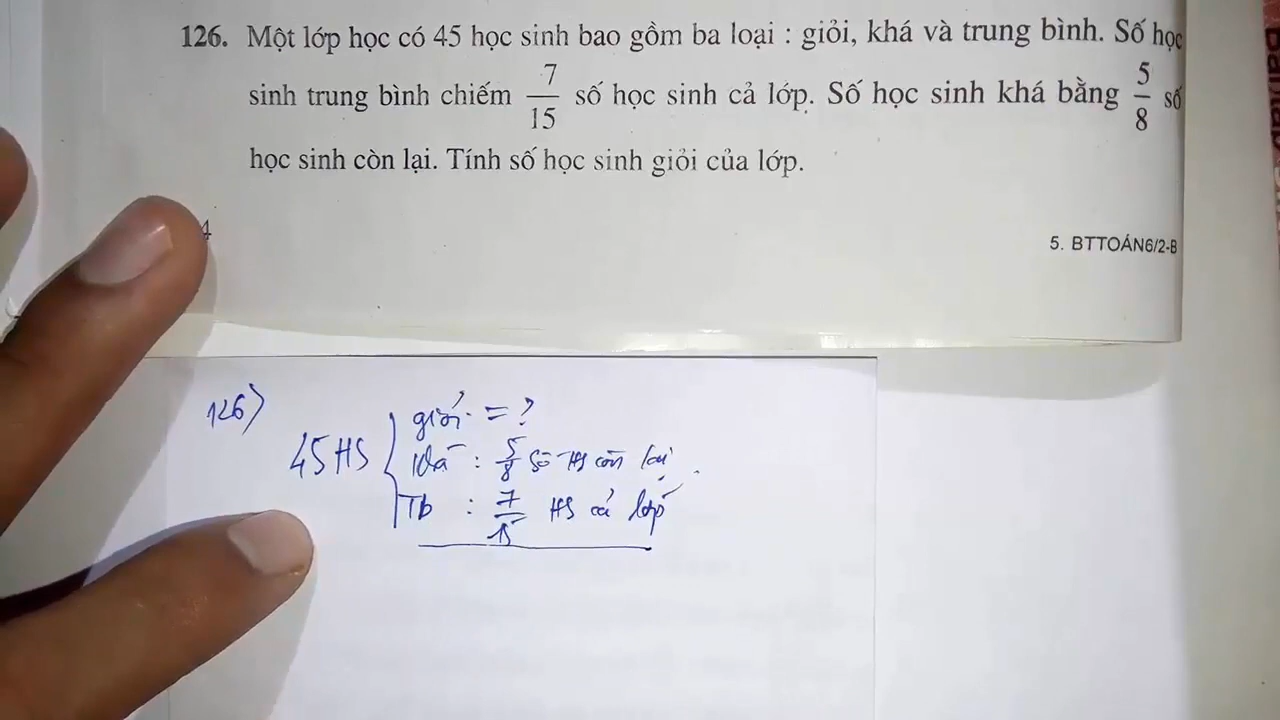 126. Một lớp học có 45 học sinh bao gồm ba loại : giỏi, khá và trung bình. Số học
sinh trung bình chiếm 7/15 số học sinh cả lớp. Số học sinh khá bằng 5/8 số
học sinh còn lại. Tính số học sinh giỏi của lớp.
4
5. BTTOÁN6/2-B
126)
45HS
giỏi = ?
Khá : 5/8 số HS còn lại
Tb : 7/15 HS cả lớp